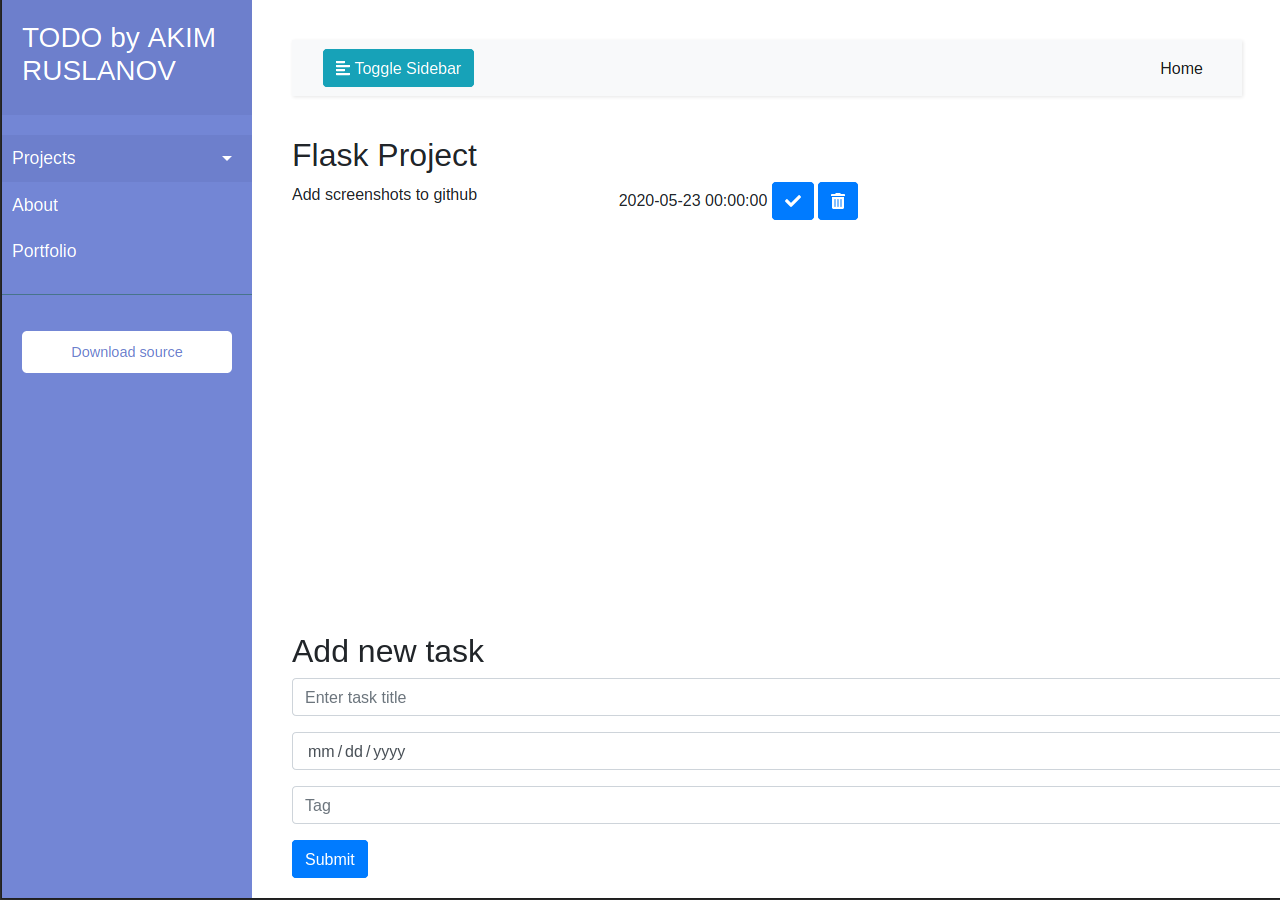 TODO by AKIM
RUSLANOV
Projects
About
Portfolio
Download source
Toggle Sidebar
Home
Flask Project
Add screenshots to github
2020-05-23 00:00:00
Add new task
Enter task title
mm/dd/yyyy
Tag
Submit